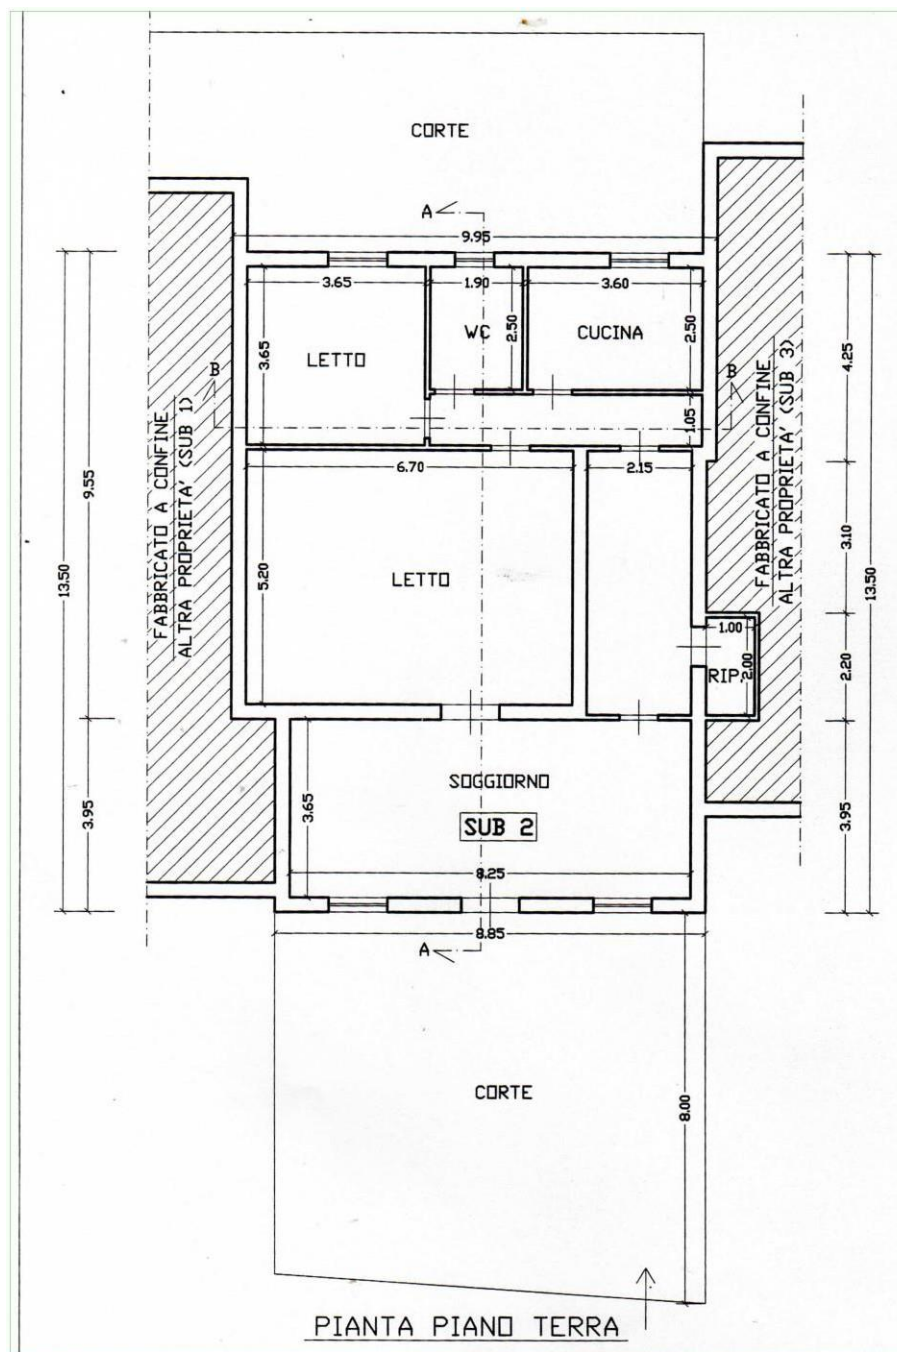 CORTE
A
9.95
3.65
1.90
3.60
WC
2.50
CUCINA
2.50
LETTO
3.65
B
B
4.25
1.05
FABBRICATO A CONFINE
ALTRA PROPRIETA' (SUB 1)
FABBRICATO A CONFINE
ALTRA PROPRIETA' (SUB 3)
6.70
2.15
9.55
13.50
3.10
13.50
LETTO
5.20
1.00
RIP.
2.00
2.20
SOGGIORNO
SUB 2
3.65
3.95
3.95
8.25
8.85
A
CORTE
8.00
PIANTA PIANO TERRA